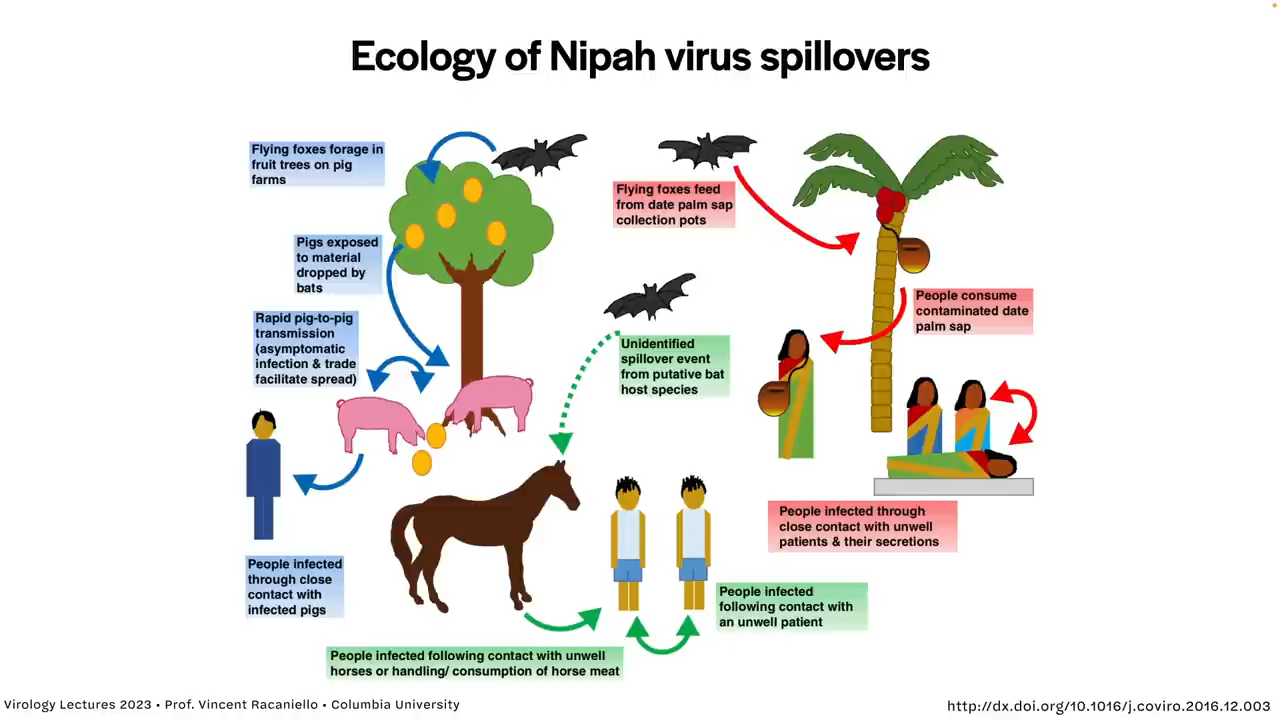 Ecology of Nipah virus spillovers
Flying foxes forage in
fruit trees on pig
farms
Flying foxes feed
from date palm sap
collection pots
Pigs exposed
to material
dropped by
bats
Rapid pig-to-pig
transmission
(asymptomatic
infection & trade
facilitate spread)
People consume
contaminated date
palm sap
Unidentified
spillover event
from putative bat
host species
People infected through
close contact with unwell
patients & their secretions
People infected
through close
contact with
infected pigs
People infected
following contact with
an unwell patient
People infected following contact with unwell
horses or handling/ consumption of horse meat
Virology Lectures 2023 • Prof. Vincent Racaniello • Columbia University
http://dx.doi.org/10.1016/j.coviro.2016.12.003